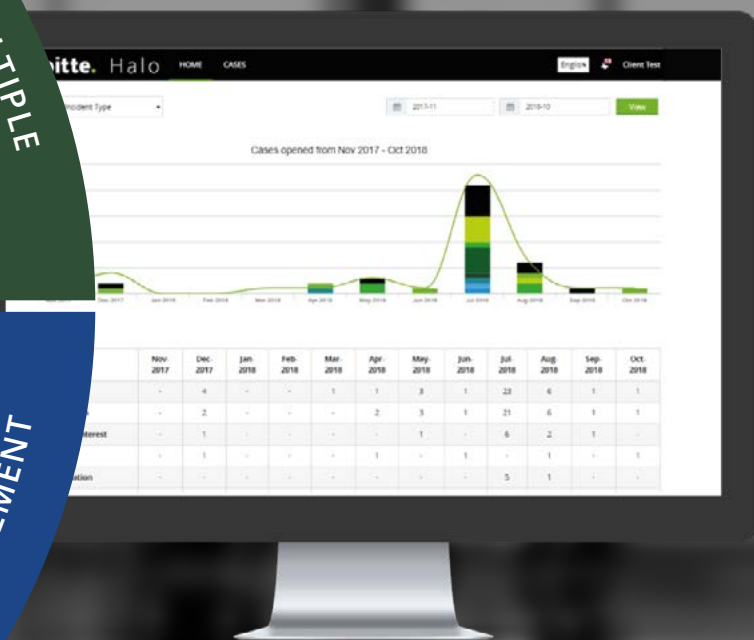 TIPLE
itte. Halo HOME CASES English Client Test
Incident Type 2017-11 2018-10 View
Cases opened from Nov 2017 - Oct 2018
Dec 2017 Jan 2018 Feb 2018 Mar 2018 Apr 2018 May 2018 Jun 2018 Jul 2018 Aug 2018 Sep 2018 Oct 2018
Nov- Dec- Jan- Feb- Mar- Apr- May- Jun- Jul- Aug- Sep- Oct-
2017 2017 2018 2018 2018 2018 2018 2018 2018 2018 2018 2018
- 4 - - 1 1 3 1 23 6 1 1
s - 2 - - - 2 3 1 21 6 1 1
terest - 1 - - - - 1 - 6 2 1 -
- 1 - - - 1 - 1 - 1 - 1
ation - - - - - - - - 5 1 - -
EMENT